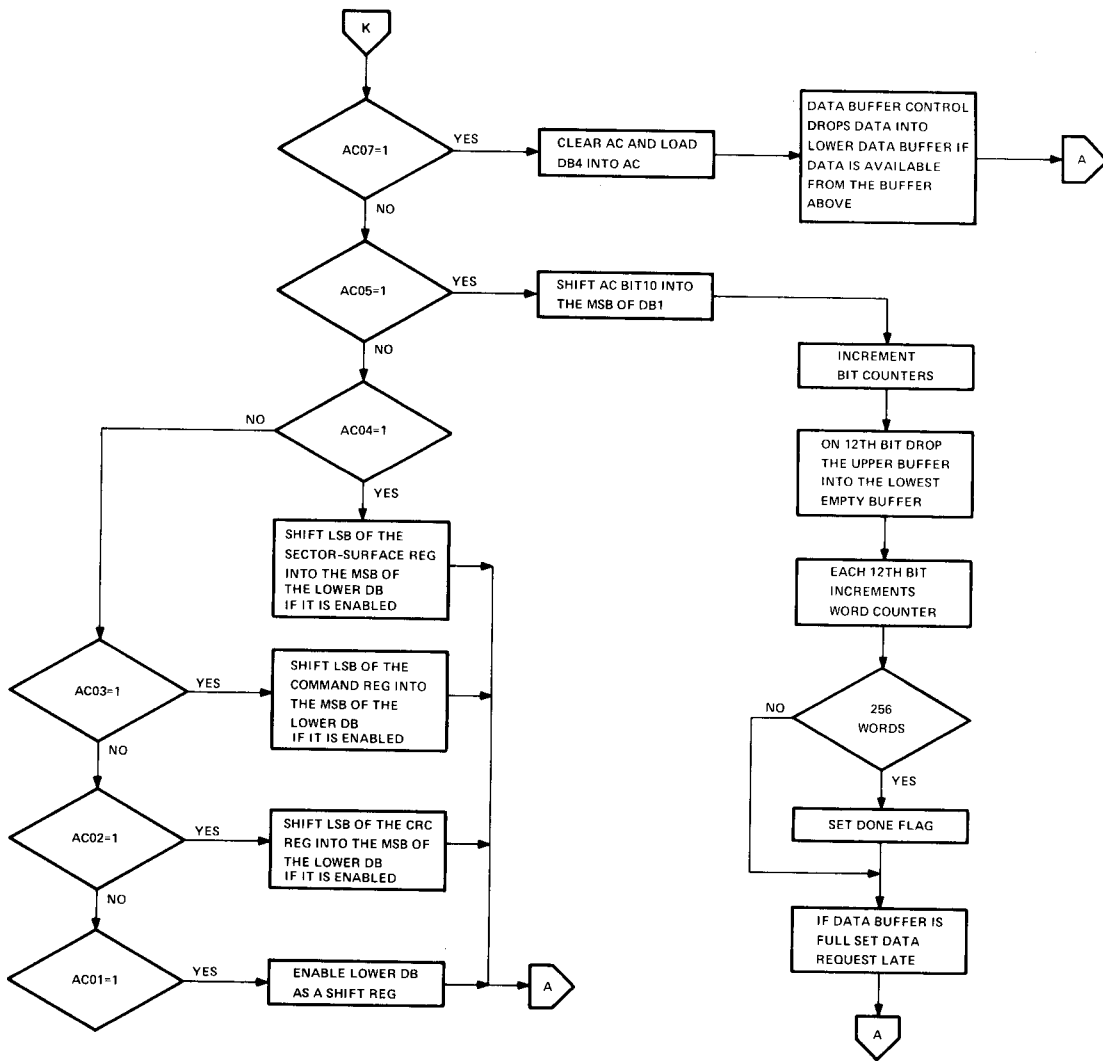 K
AC07=1
YES
CLEAR AC AND LOAD
DB4 INTO AC
DATA BUFFER CONTROL
DROPS DATA INTO
LOWER DATA BUFFER IF
DATA IS AVAILABLE
FROM THE BUFFER
ABOVE
A
NO
AC05=1
YES
SHIFT AC BIT10 INTO
THE MSB OF DB1
NO
INCREMENT
BIT COUNTERS
NO
AC04=1
YES
ON 12TH BIT DROP
THE UPPER BUFFER
INTO THE LOWEST
EMPTY BUFFER
SHIFT LSB OF THE
SECTOR-SURFACE REG
INTO THE MSB OF
THE LOWER DB
IF IT IS ENABLED
EACH 12TH BIT
INCREMENTS
WORD COUNTER
AC03=1
YES
SHIFT LSB OF THE
COMMAND REG INTO
THE MSB OF THE
LOWER DB
IF IT IS ENABLED
NO
256
WORDS
NO
YES
SET DONE FLAG
AC02=1
YES
SHIFT LSB OF THE CRC
REG INTO THE MSB OF
THE LOWER DB
IF IT IS ENABLED
NO
IF DATA BUFFER IS
FULL SET DATA
REQUEST LATE
AC01=1
YES
ENABLE LOWER DB
AS A SHIFT REG
A
A